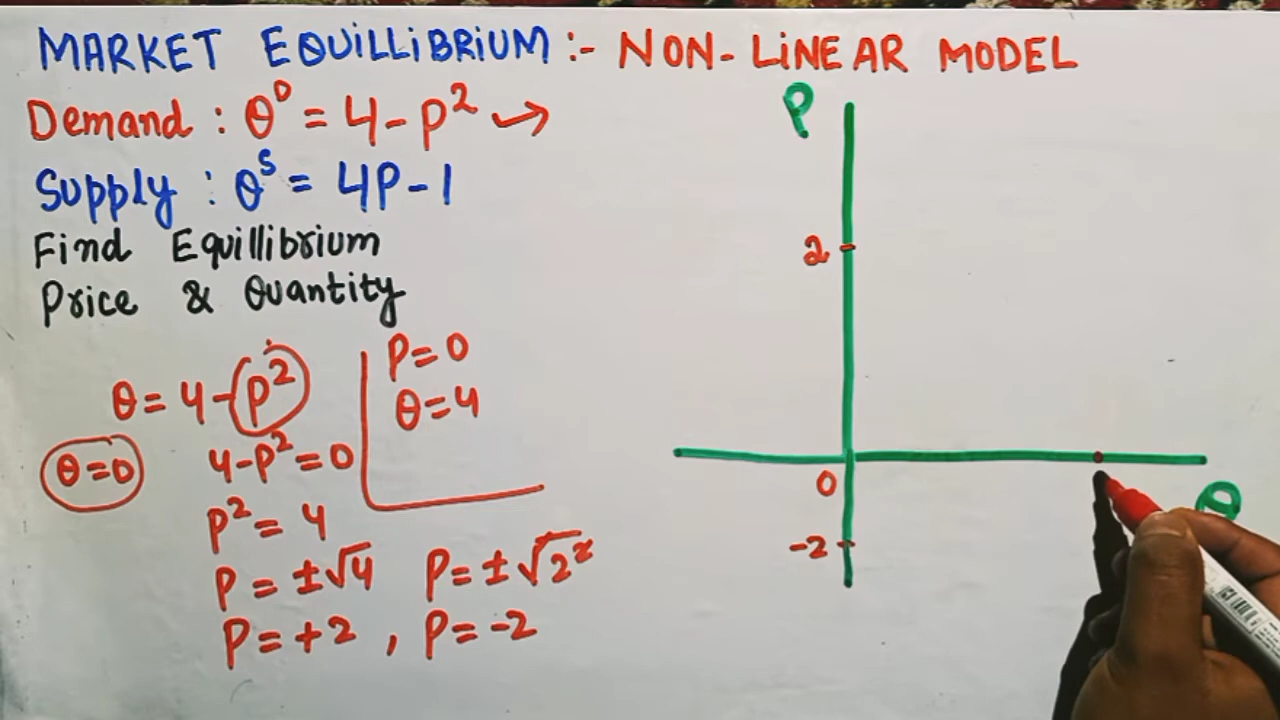 MARKET EQUILLIBRIUM :- NON-LINEAR MODEL
Demand : Q^D = 4 - P^2 →
Supply : Q^S = 4P - 1
Find Equillibrium
Price & Quantity
Q = 4 - P^2
Q = 0
4 - P^2 = 0
P^2 = 4
P = ±√4 P = ±√2^2
P = +2 , P = -2
P = 0
Q = 4
P
2
0
-2
Q